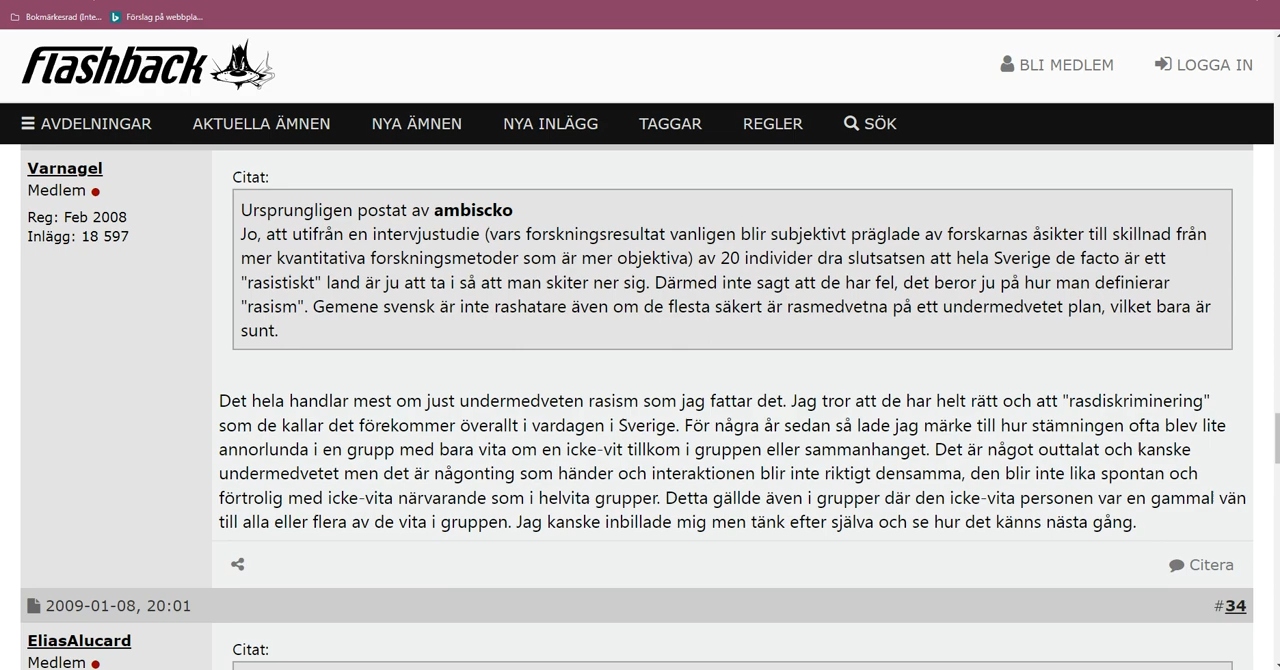 Bokmärkesrad (Inte...
Förslag på webbpla...
flashback
BLI MEDLEM
LOGGA IN
AVDELNINGAR
AKTUELLA ÄMNEN
NYA ÄMNEN
NYA INLÄGG
TAGGAR
REGLER
SÖK
Varnagel
Medlem
Reg: Feb 2008
Inlägg: 18 597
Citat:
Ursprungligen postat av ambiscko
Jo, att utifrån en intervjustudie (vars forskningsresultat vanligen blir subjektivt präglade av forskarnas åsikter till skillnad från
mer kvantitativa forskningsmetoder som är mer objektiva) av 20 individer dra slutsatsen att hela Sverige de facto är ett
"rasistiskt" land är ju att ta i så att man skiter ner sig. Därmed inte sagt att de har fel, det beror ju på hur man definierar
"rasism". Gemene svensk är inte rashatare även om de flesta säkert är rasmedvetna på ett undermedvetet plan, vilket bara är
sunt.
Det hela handlar mest om just undermedveten rasism som jag fattar det. Jag tror att de har helt rätt och att "rasdiskriminering"
som de kallar det förekommer överallt i vardagen i Sverige. För några år sedan så lade jag märke till hur stämningen ofta blev lite
annorlunda i en grupp med bara vita om en icke-vit tillkom i gruppen eller sammanhanget. Det är något outtalat och kanske
undermedvetet men det är någonting som händer och interaktionen blir inte riktigt densamma, den blir inte lika spontan och
förtrolig med icke-vita närvarande som i helvita grupper. Detta gällde även i grupper där den icke-vita personen var en gammal vän
till alla eller flera av de vita i gruppen. Jag kanske inbillade mig men tänk efter själva och se hur det känns nästa gång.
Citera
2009-01-08, 20:01
#34
EliasAlucard
Medlem
Citat: